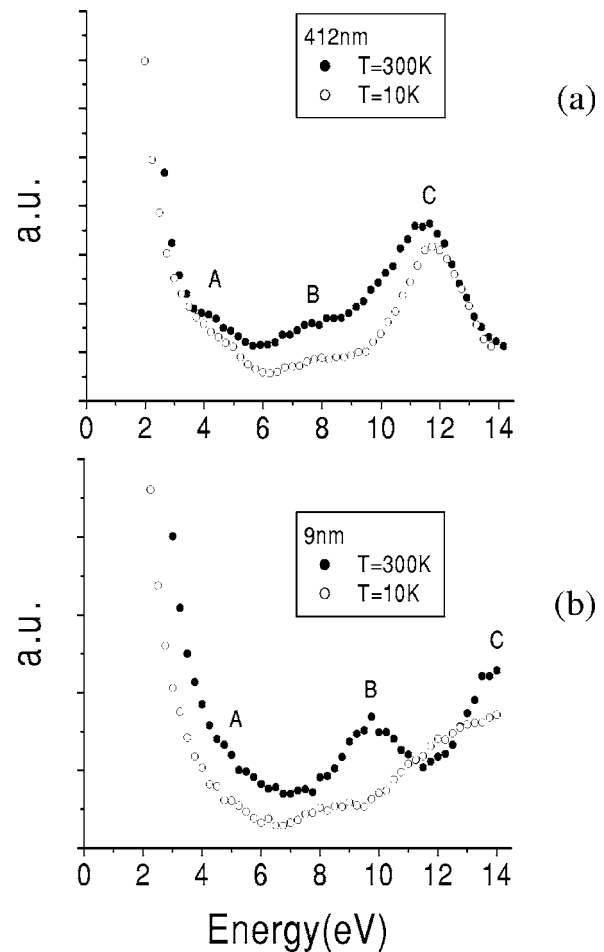 412nm
● T=300K
○ T=10K
(a)
a.u.
A
B
C
0 2 4 6 8 10 12 14
9nm
● T=300K
○ T=10K
(b)
a.u.
A
B
C
0 2 4 6 8 10 12 14
Energy(eV)